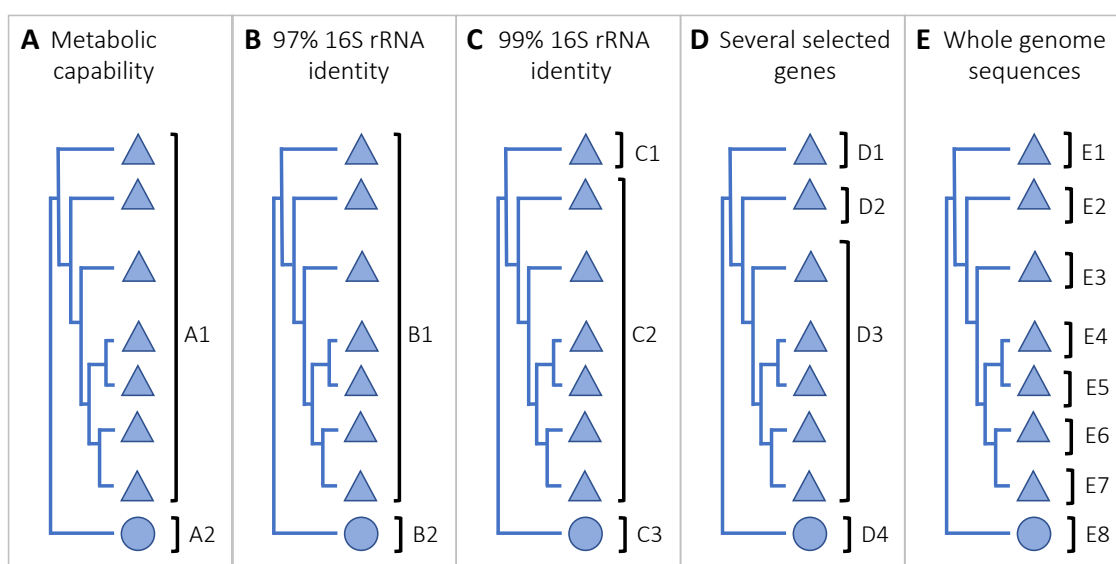 A Metabolic
capability
B 97% 16S rRNA
identity
C 99% 16S rRNA
identity
D Several selected
genes
E Whole genome
sequences
A1
A2
B1
B2
C1
C2
C3
D1
D2
D3
D4
E1
E2
E3
E4
E5
E6
E7
E8